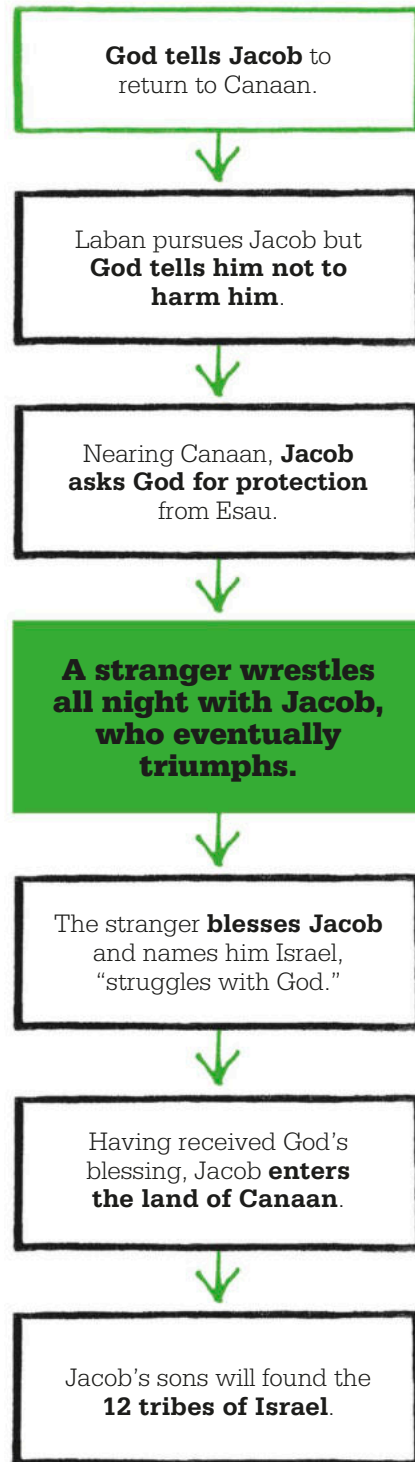 God tells Jacob to
return to Canaan.
Laban pursues Jacob but
God tells him not to
harm him.
Nearing Canaan, Jacob
asks God for protection
from Esau.
A stranger wrestles
all night with Jacob,
who eventually
triumphs.
The stranger blesses Jacob
and names him Israel,
“struggles with God.”
Having received God’s
blessing, Jacob enters
the land of Canaan.
Jacob’s sons will found the
12 tribes of Israel.